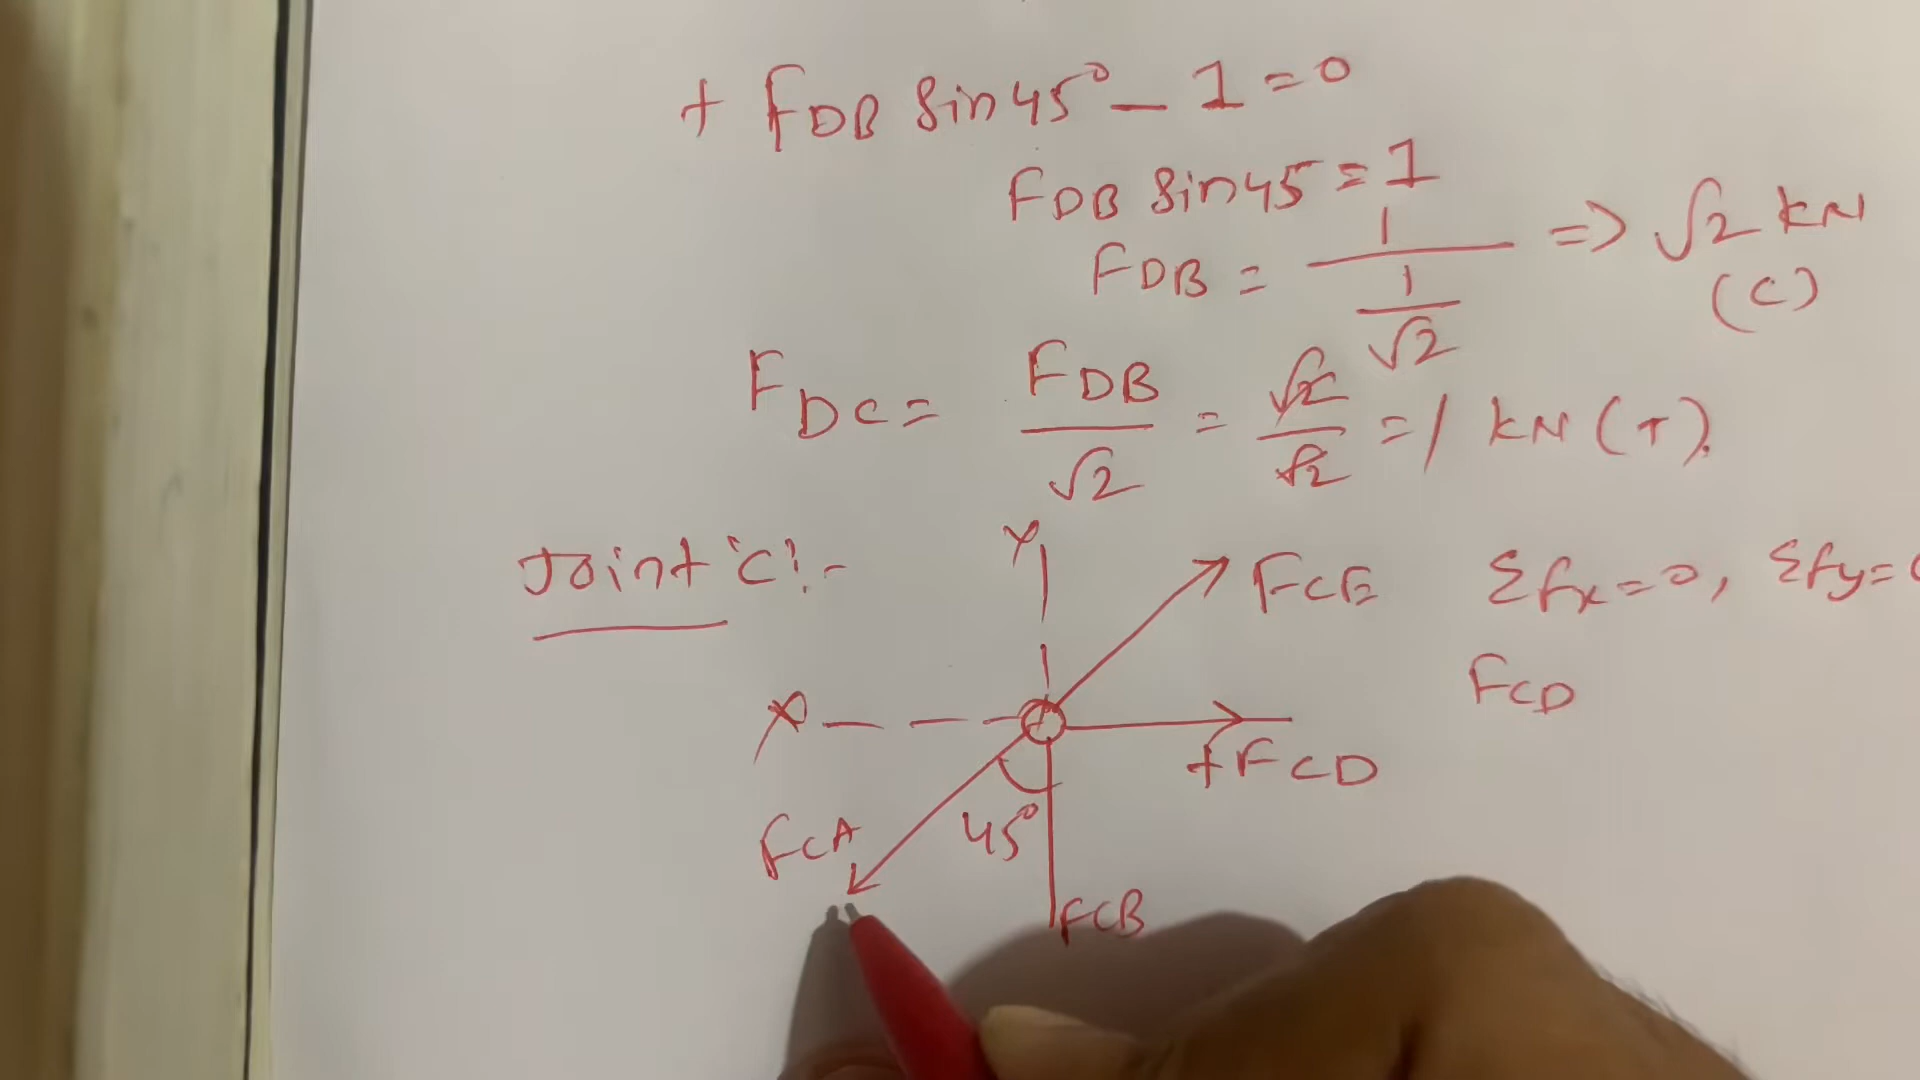 + FDB Sin45° - 1 = 0
FDB Sin45 = 1
FDB = 1 / 1/√2 => √2 kN
(C)
FDC = FDB/√2 = √2/√2 = 1 kN (T).
Joint 'C':-
Y
FCE
Σfx=0, Σfy=0
FCD
X
+FCD
FCA
45°
FCB